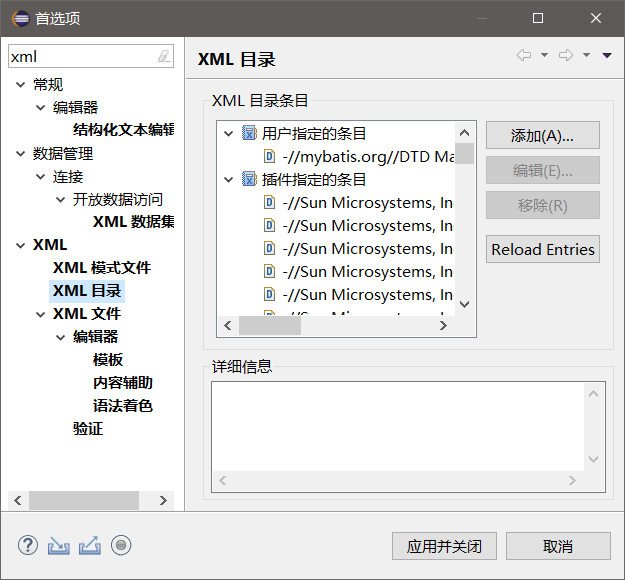 首选项
xml
常规
编辑器
结构化文本编辑
数据管理
连接
开放数据访问
XML 数据集
XML
XML 模式文件
XML 目录
XML 文件
编辑器
模板
内容辅助
语法着色
验证
XML 目录
XML 目录条目
用户指定的条目
-//mybatis.org//DTD Ma
插件指定的条目
-//Sun Microsystems, In
-//Sun Microsystems, In
-//Sun Microsystems, In
-//Sun Microsystems, In
-//Sun Microsystems, In
-//Sun Microsystems, In
添加(A)...
编辑(E)...
移除(R)
Reload Entries
详细信息
应用并关闭
取消